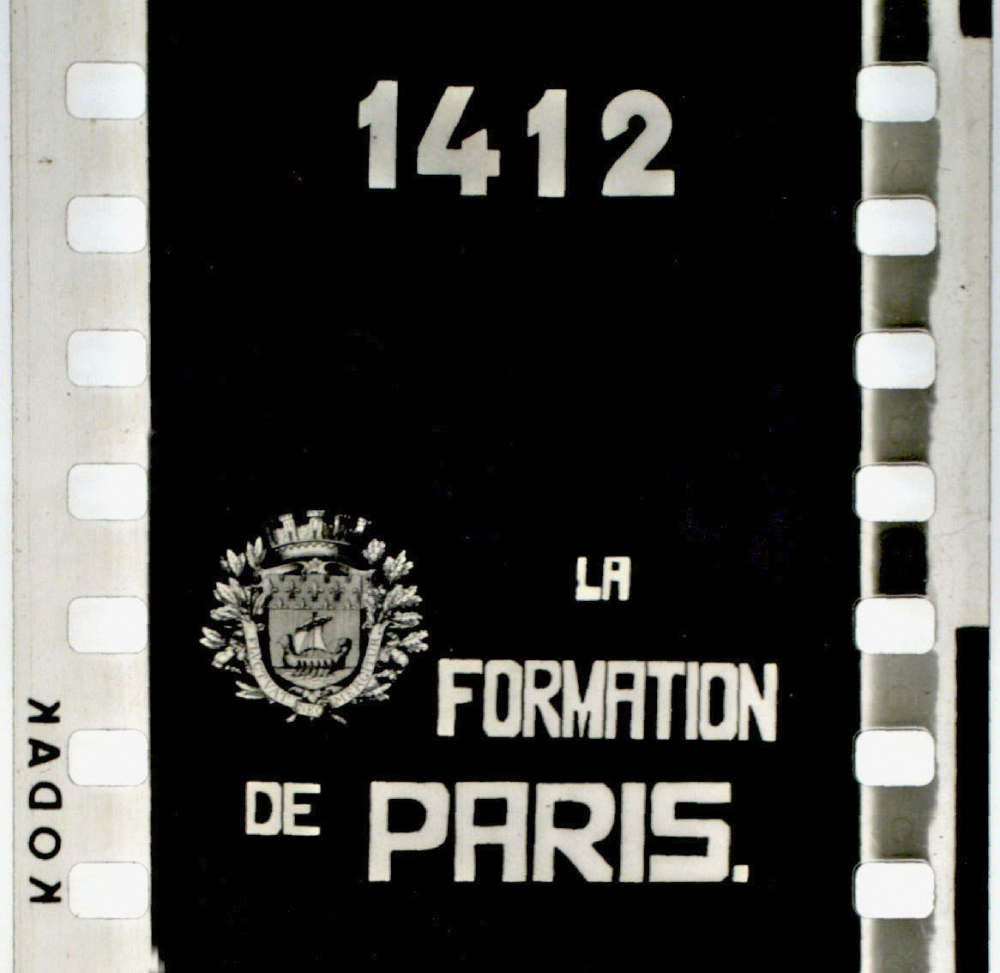 1412
LA
FORMATION
DE PARIS.
KODAK